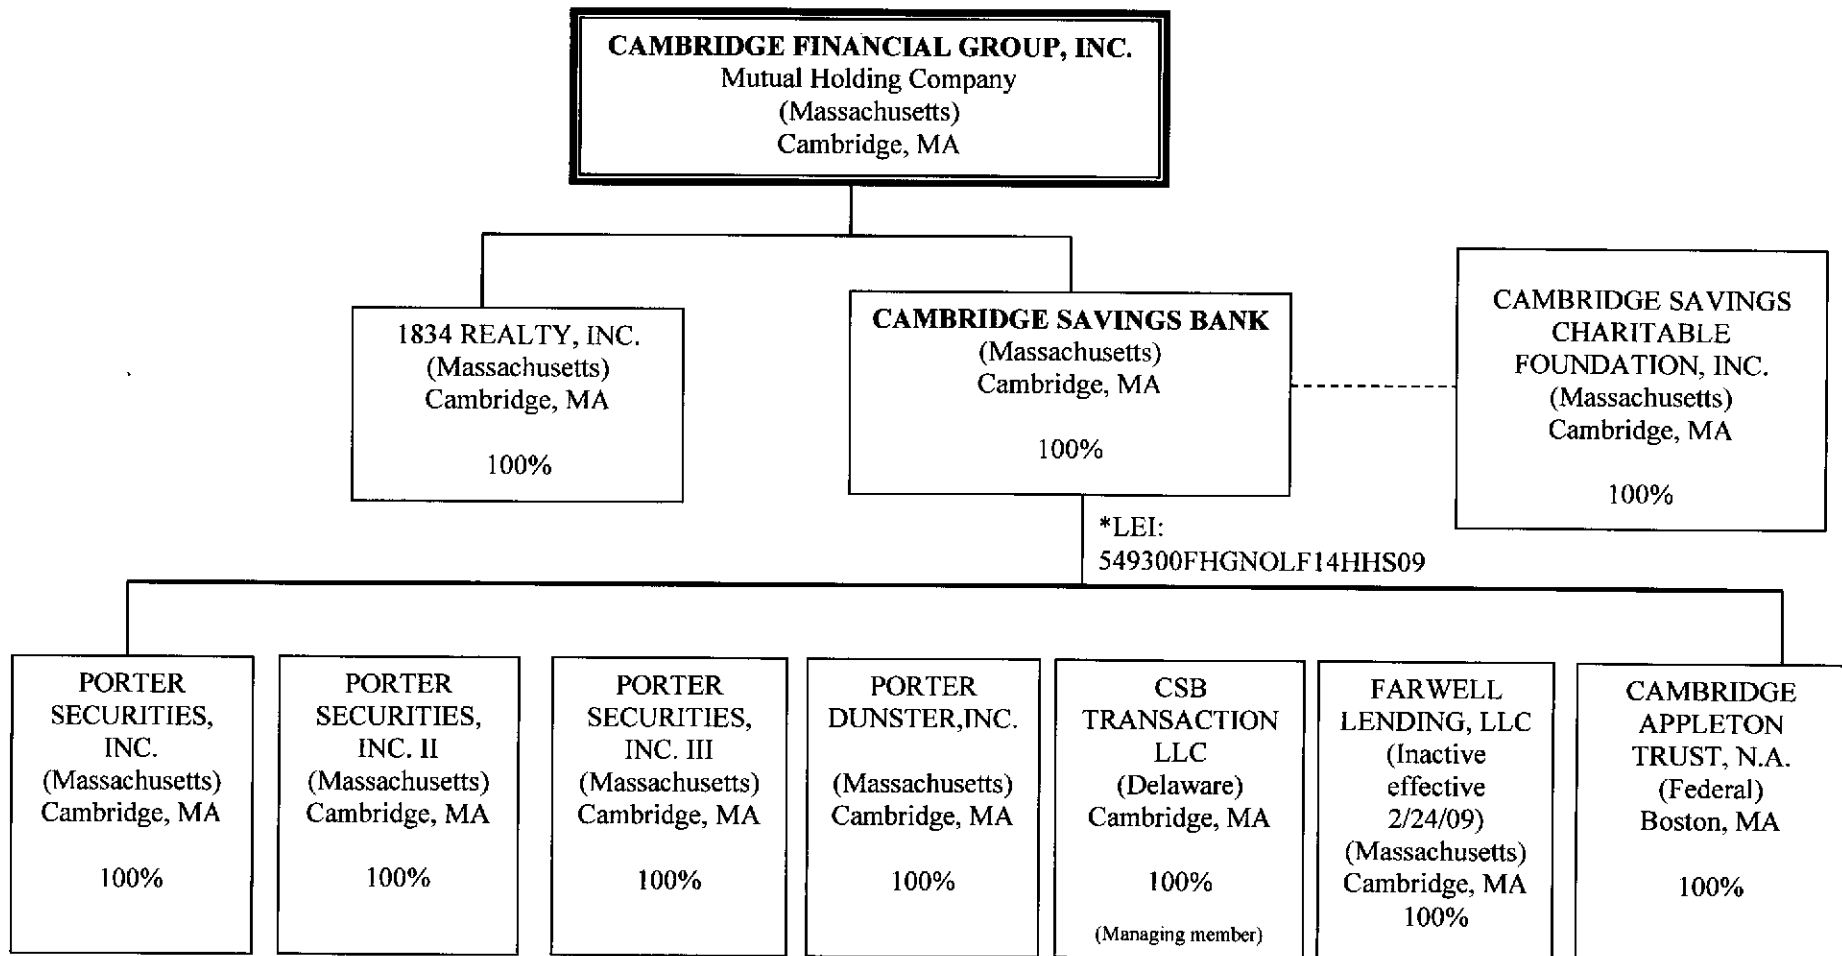 CAMBRIDGE FINANCIAL GROUP, INC.
Mutual Holding Company
(Massachusetts)
Cambridge, MA
1834 REALTY, INC.
(Massachusetts)
Cambridge, MA
100%
CAMBRIDGE SAVINGS BANK
(Massachusetts)
Cambridge, MA
100%
CAMBRIDGE SAVINGS
CHARITABLE
FOUNDATION, INC.
(Massachusetts)
Cambridge, MA
100%
*LEI:
549300FHGNOLF14HHS09
PORTER
SECURITIES,
INC.
(Massachusetts)
Cambridge, MA
100%
PORTER
SECURITIES,
INC. II
(Massachusetts)
Cambridge, MA
100%
PORTER
SECURITIES,
INC. III
(Massachusetts)
Cambridge, MA
100%
PORTER
DUNSTER,INC.
(Massachusetts)
Cambridge, MA
100%
CSB
TRANSACTION
LLC
(Delaware)
Cambridge, MA
100%
(Managing member)
FARWELL
LENDING, LLC
(Inactive
effective
2/24/09)
(Massachusetts)
Cambridge, MA
100%
CAMBRIDGE
APPLETON
TRUST, N.A.
(Federal)
Boston, MA
100%